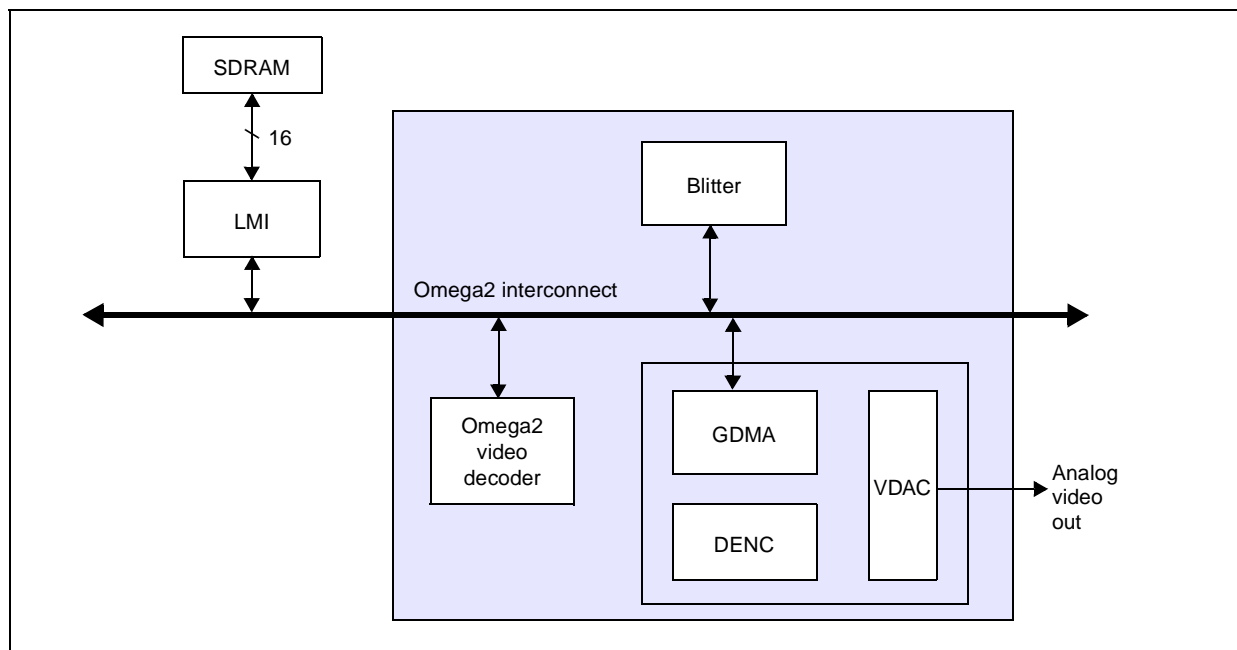 SDRAM
16
LMI
Blitter
Omega2 interconnect
Omega2
video
decoder
GDMA
DENC
VDAC
Analog
video
out